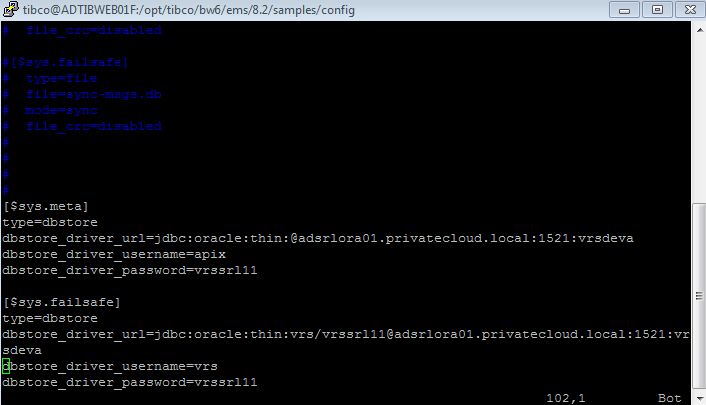 tibco@ADTIBWEB01F:/opt/tibco/bw6/ems/8.2/samples/config
#  file_crc=disabled
#[$sys.failsafe]
#  type=file
#  file=sync-msgs.db
#  mode=sync
#  file_crc=disabled
#
#
#
#
[$sys.meta]
type=dbstore
dbstore_driver_url=jdbc:oracle:thin:@adsrlora01.privatecloud.local:1521:vrsdeva
dbstore_driver_username=apix
dbstore_driver_password=vrssrl11
[$sys.failsafe]
type=dbstore
dbstore_driver_url=jdbc:oracle:thin:vrs/vrssrl11@adsrlora01.privatecloud.local:1521:vr
sdeva
dbstore_driver_username=vrs
dbstore_driver_password=vrssrl11
102,1 Bot